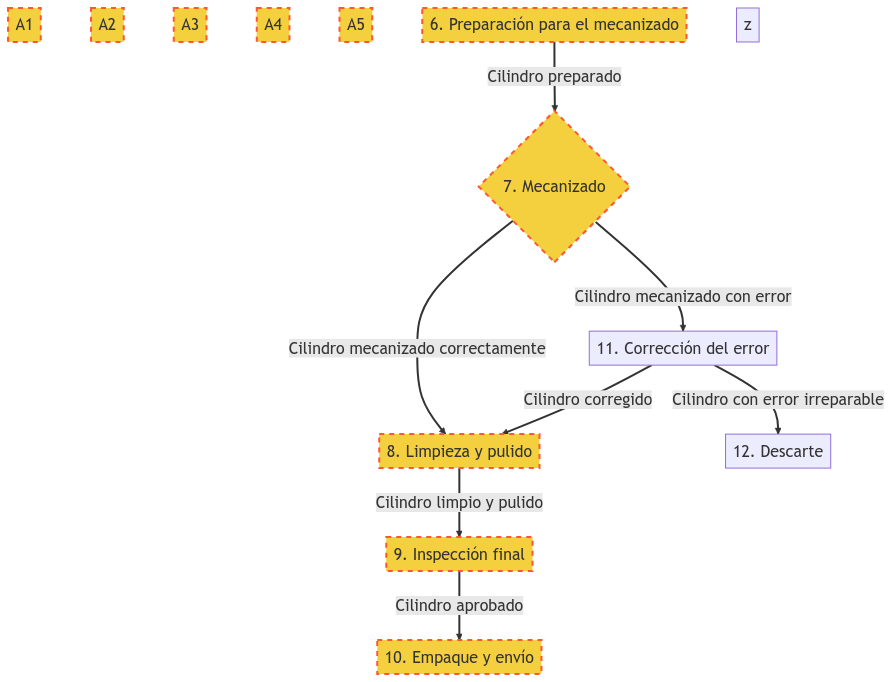 A1
A2
A3
A4
A5
6. Preparación para el mecanizado
z
Cilindro preparado
7. Mecanizado
Cilindro mecanizado con error
Cilindro mecanizado correctamente
11. Corrección del error
Cilindro corregido
Cilindro con error irreparable
8. Limpieza y pulido
12. Descarte
Cilindro limpio y pulido
9. Inspección final
Cilindro aprobado
10. Empaque y envío